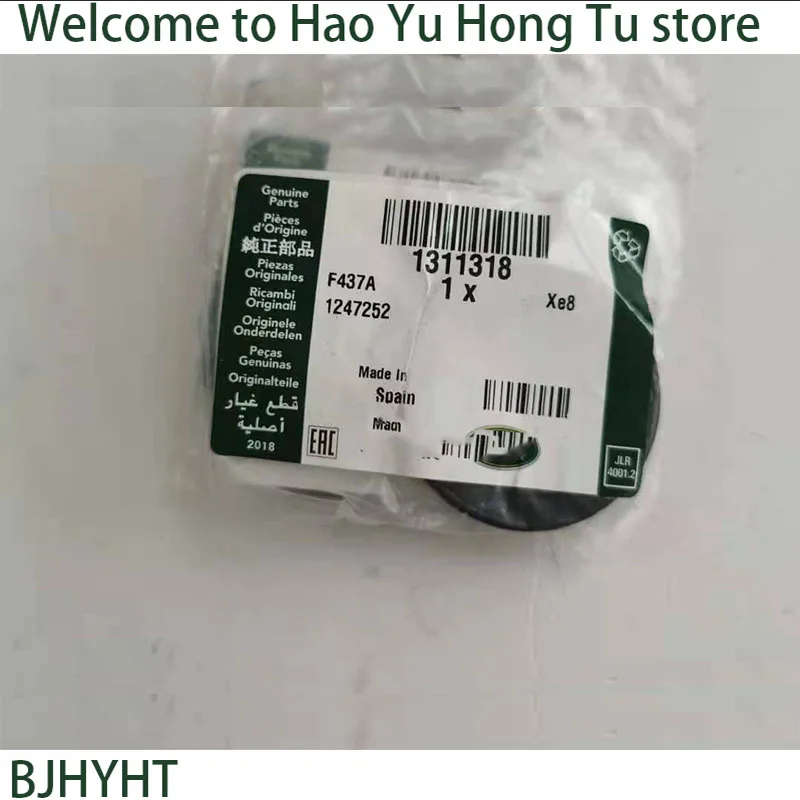 Welcome to Hao Yu Hong Tu store
Genuine
Parts
Pièces
d'Origine
純正部品
Piezas
Originales
Ricambi
Originali
Originele
Onderdelen
Peças
Genuinas
Originalteile
قطع غيار
أصلية
2018
EAC
1311318
1 X
F437A
1247252
Xe8
Made In
Spain
JLR
4001.2
BJHYHT